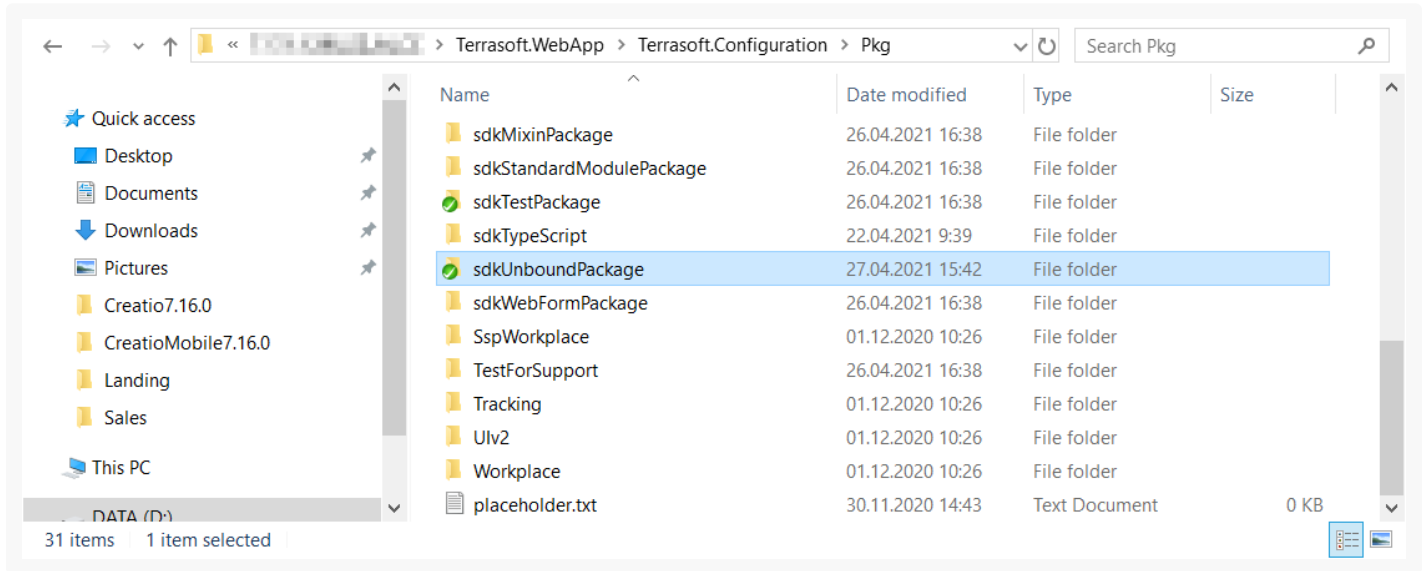 « > Terrasoft.WebApp > Terrasoft.Configuration > Pkg Search Pkg
Name Date modified Type Size
Quick access
Desktop
Documents
Downloads
Pictures
Creatio7.16.0
CreatioMobile7.16.0
Landing
Sales
This PC
DATA (D:)
sdkMixinPackage 26.04.2021 16:38 File folder
sdkStandardModulePackage 26.04.2021 16:38 File folder
sdkTestPackage 26.04.2021 16:38 File folder
sdkTypeScript 22.04.2021 9:39 File folder
sdkUnboundPackage 27.04.2021 15:42 File folder
sdkWebFormPackage 26.04.2021 16:38 File folder
SspWorkplace 01.12.2020 10:26 File folder
TestForSupport 26.04.2021 16:38 File folder
Tracking 01.12.2020 10:26 File folder
UIv2 01.12.2020 10:26 File folder
Workplace 01.12.2020 10:26 File folder
placeholder.txt 30.11.2020 14:43 Text Document 0 KB
31 items 1 item selected